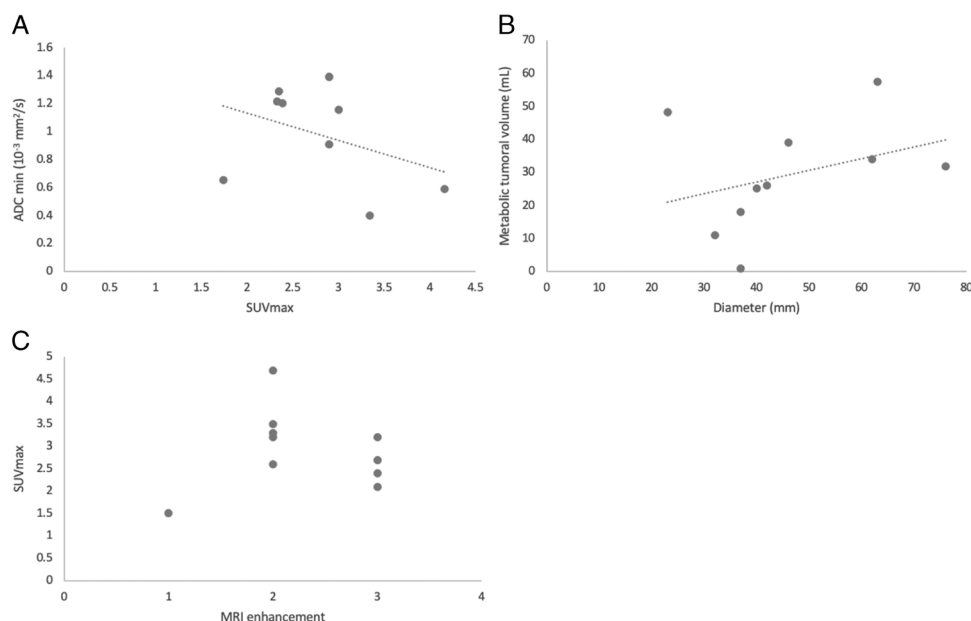 A
1.6
1.4
1.2
1
0.8
0.6
0.4
0.2
0
ADC min (10⁻³ mm²/s)
0 0.5 1 1.5 2 2.5 3 3.5 4 4.5
SUVmax
B
70
60
50
40
30
20
10
0
Metabolic tumoral volume (mL)
0 10 20 30 40 50 60 70 80
Diameter (mm)
C
5
4.5
4
3.5
3
2.5
2
1.5
1
0.5
0
SUVmax
0 1 2 3 4
MRI enhancement